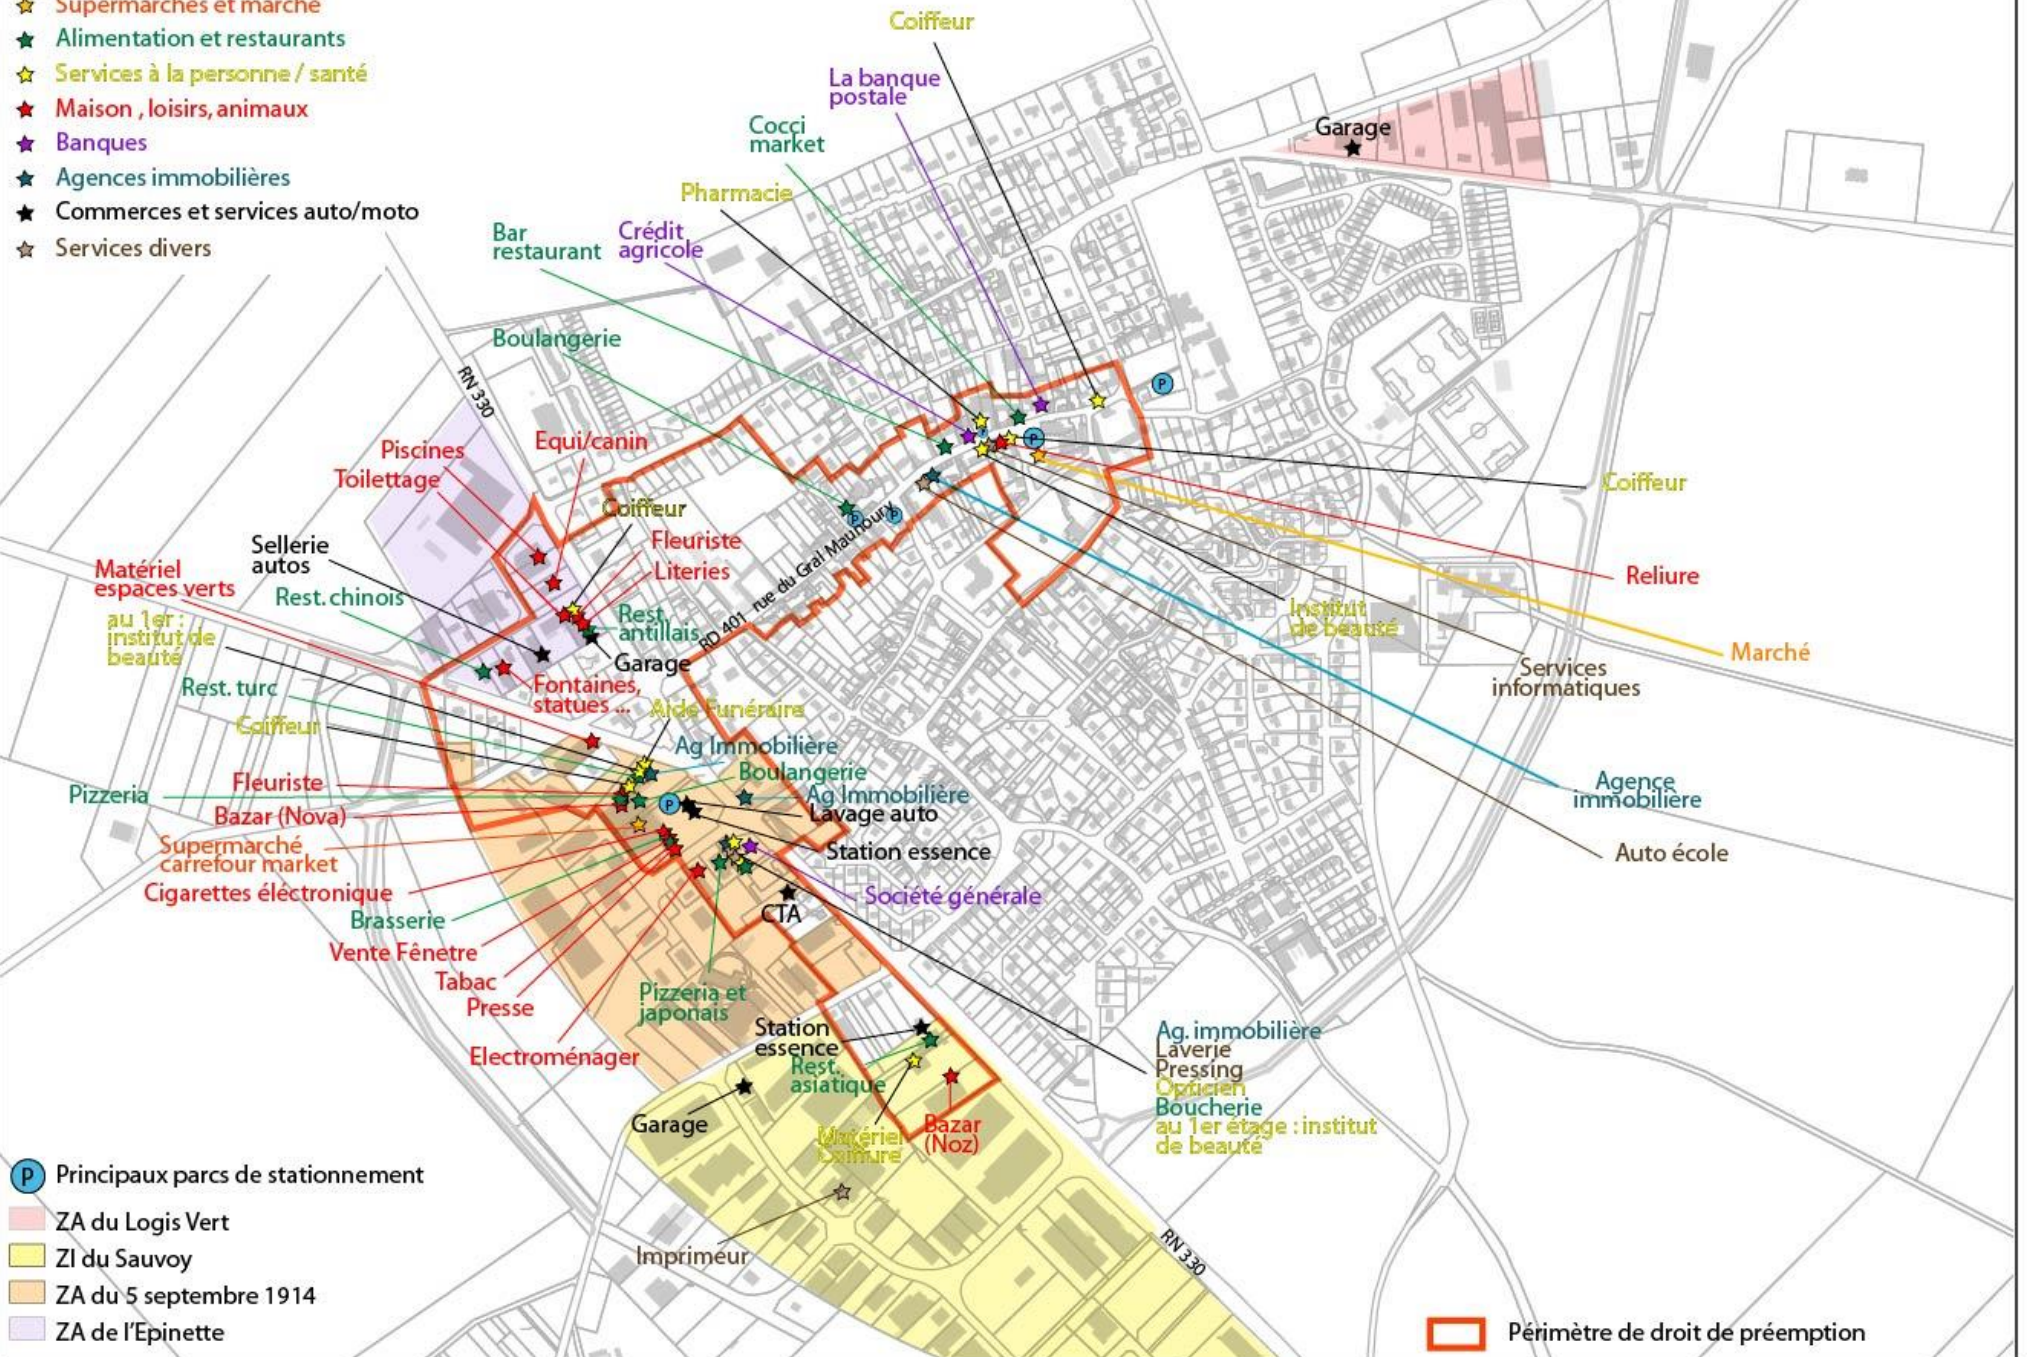 Supermarchés et marché
Alimentation et restaurants
Services à la personne / santé
Maison , loisirs, animaux
Banques
Agences immobilières
Commerces et services auto/moto
Services divers
Coiffeur
La banque
postale
Cocci
market
Pharmacie
Crédit
agricole
Bar
restaurant
Boulangerie
Garage
RN 330
Piscines
Toilettage
Equi/canin
Coiffeur
Fleuriste
Literies
Sellerie
autos
Matériel
espaces verts
Rest. chinois
au 1er :
institut de
beauté
Rest. turc
Coiffeur
Rest.
antillais
Garage
Fontaines,
statues ...
RD 401 rue du Gral Maunoury
P
P
P
P
Coiffeur
Reliure
Institut
de beauté
Marché
Services
informatiques
Agence
immobilière
Auto école
Aide Funéraire
Ag Immobilière
Boulangerie
Ag Immobilière
Lavage auto
Station essence
Société générale
CTA
P
Fleuriste
Pizzeria
Bazar (Nova)
Supermarché
carrefour market
Cigarettes éléctronique
Brasserie
Vente Fênetre
Tabac
Presse
Electroménager
Pizzeria et
japonais
Station
essence
Rest.
asiatique
Garage
Matériel
Coiffure
Bazar
(Noz)
Imprimeur
Ag. immobilière
Laverie
Pressing
Opticien
Boucherie
au 1er étage : institut
de beauté
RN 330
P Principaux parcs de stationnement
ZA du Logis Vert
ZI du Sauvoy
ZA du 5 septembre 1914
ZA de l'Epinette
Périmètre de droit de préemption